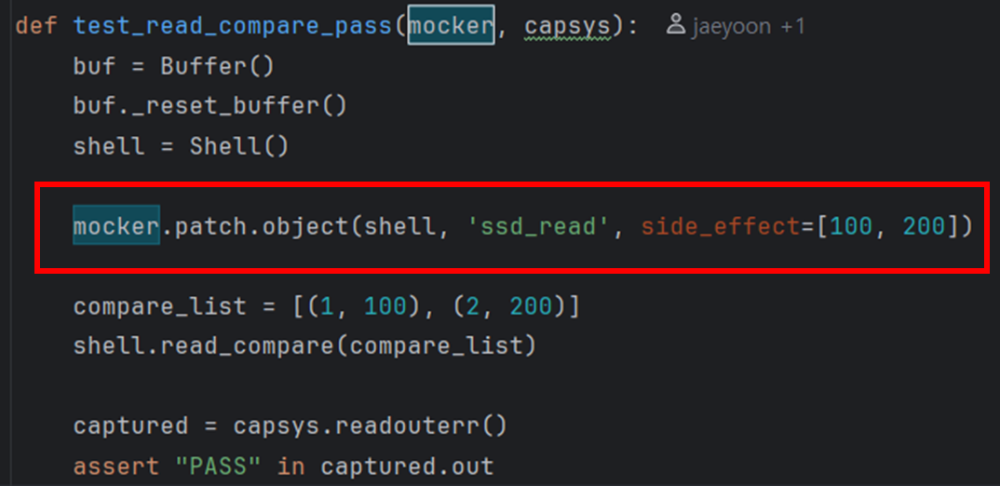 def test_read_compare_pass(mocker, capsys): jaeyoon +1
buf = Buffer()
buf._reset_buffer()
shell = Shell()
mocker.patch.object(shell, 'ssd_read', side_effect=[100, 200])
compare_list = [(1, 100), (2, 200)]
shell.read_compare(compare_list)
captured = capsys.readouterr()
assert "PASS" in captured.out